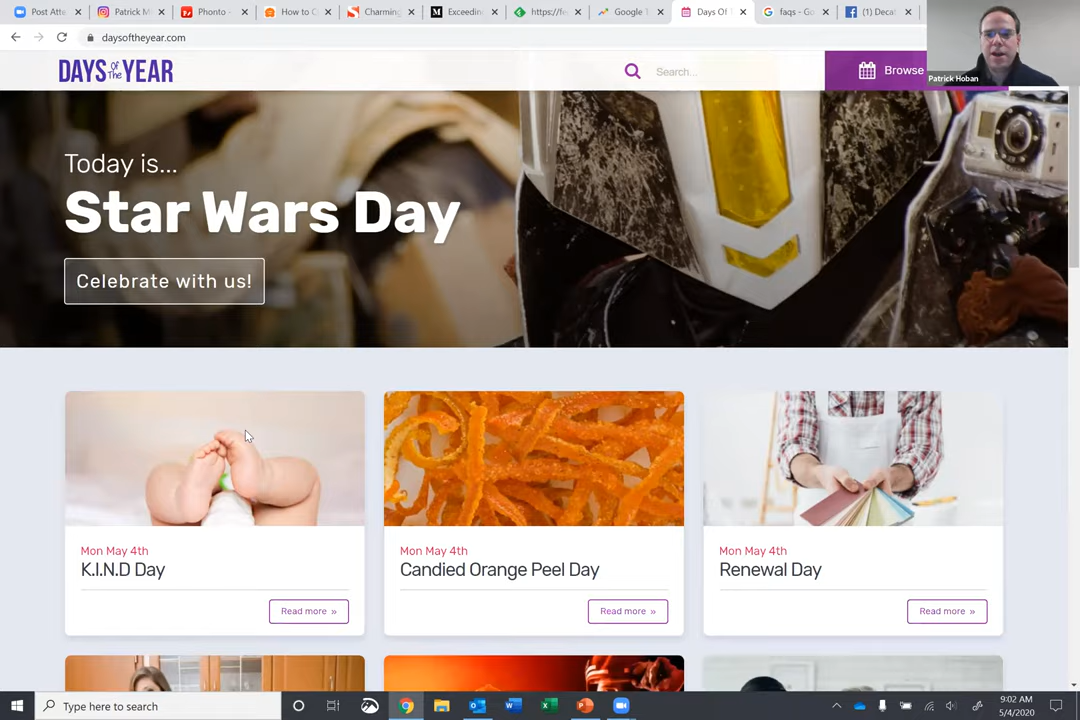 Post Atte
Patrick M
Phonto -
How to C
Charming
Exceedin
https://fe
Google T
Days Of
faqs - Go
(1) Deca
daysoftheyear.com
DAYS Of The YEAR
Search...
Browse
Patrick Hoban
Today is...
Star Wars Day
Celebrate with us!
Mon May 4th
K.I.N.D Day
Read more »
Mon May 4th
Candied Orange Peel Day
Read more »
Mon May 4th
Renewal Day
Read more »
Type here to search
9:02 AM
5/4/2020